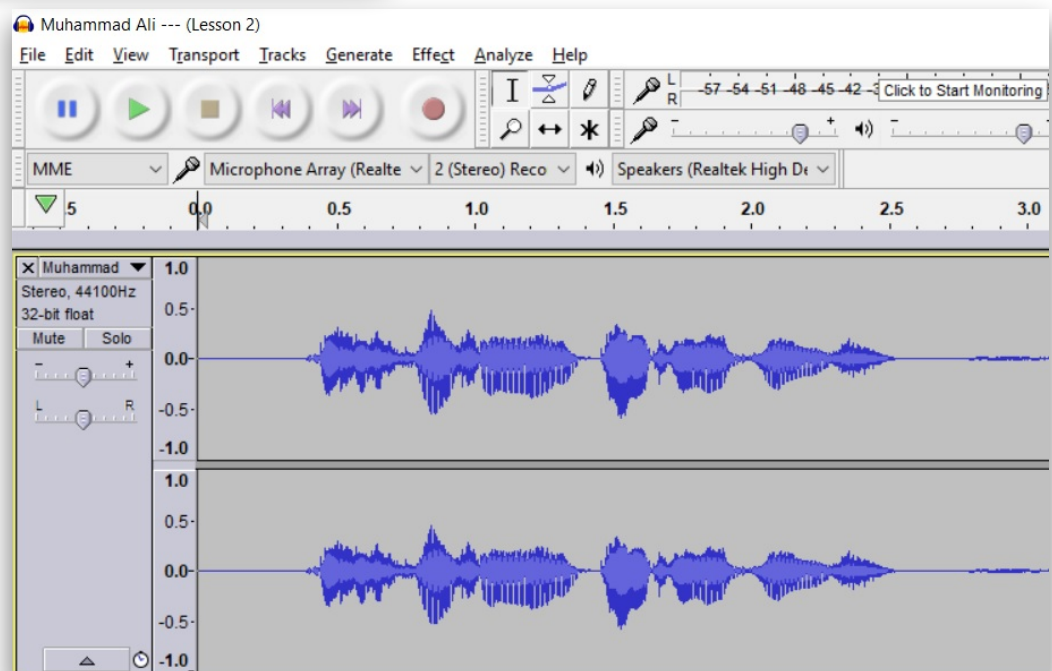 Muhammad Ali --- (Lesson 2)
File Edit View Transport Tracks Generate Effect Analyze Help
L
R
-57 -54 -51 -48 -45 -42 -3 Click to Start Monitoring
- +
MME Microphone Array (Realte 2 (Stereo) Reco Speakers (Realtek High De
.5 0.0 0.5 1.0 1.5 2.0 2.5 3.0
X Muhammad
Stereo, 44100Hz
32-bit float
Mute Solo
- +
L R
1.0
0.5
0.0
-0.5
-1.0
1.0
0.5
0.0
-0.5
-1.0